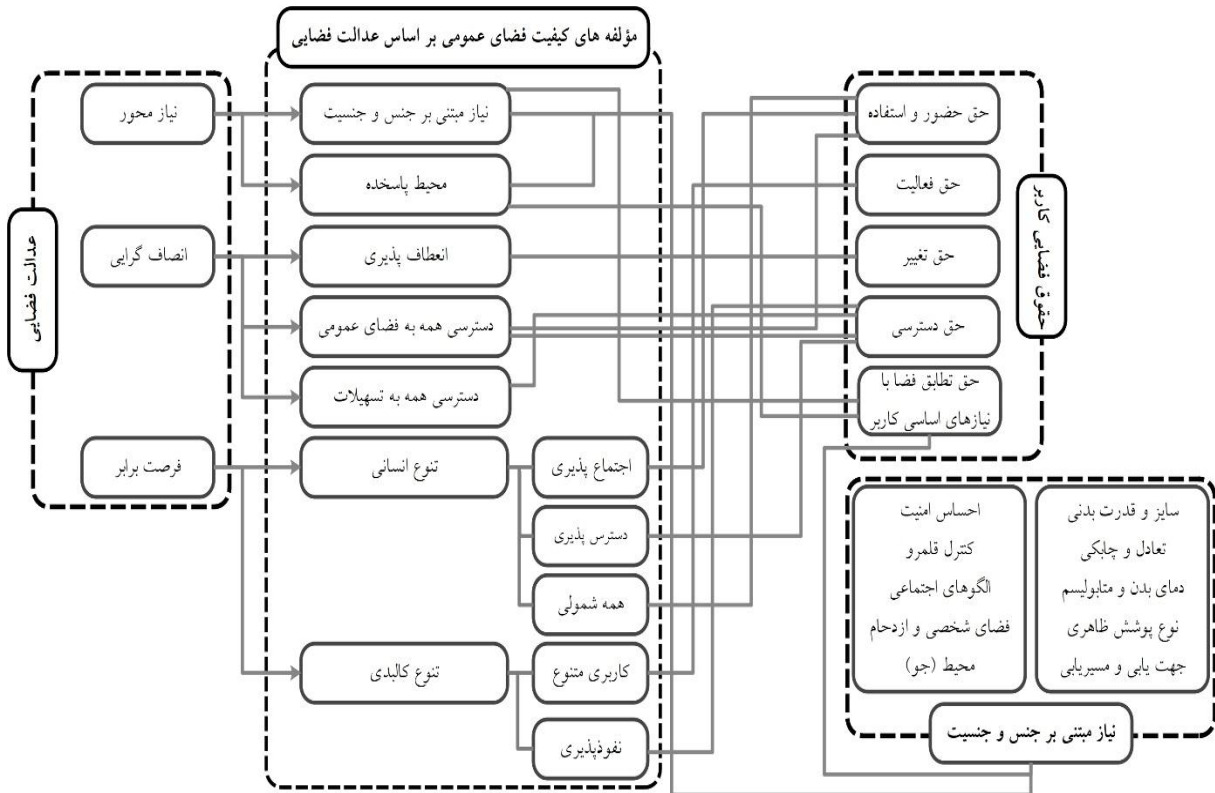 مؤلفه های کیفیت فضای عمومی بر اساس عدالت فضایی
عدالت فضایی
نیاز محور
انصاف گرایی
فرصت برابر
نیاز مبتنی بر جنس و جنسیت
محیط پاسخده
انعطاف پذیری
دسترسی همه به فضای عمومی
دسترسی همه به تسهیلات
تنوع انسانی
اجتماع پذیری
دسترس پذیری
همه شمولی
تنوع کالبدی
کاربری متنوع
نفوذپذیری
حقوق فضایی کاربر
حق حضور و استفاده
حق فعالیت
حق تغییر
حق دسترسی
حق تطابق فضا با
نیازهای اساسی کاربر
سایز و قدرت بدنی
تعادل و چابکی
دمای بدن و متابولیسم
نوع پوشش ظاهری
جهت یابی و مسیریابی
احساس امنیت
کنترل قلمرو
الگوهای اجتماعی
فضای شخصی و ازدحام
محیط (جو)
نیاز مبتنی بر جنس و جنسیت